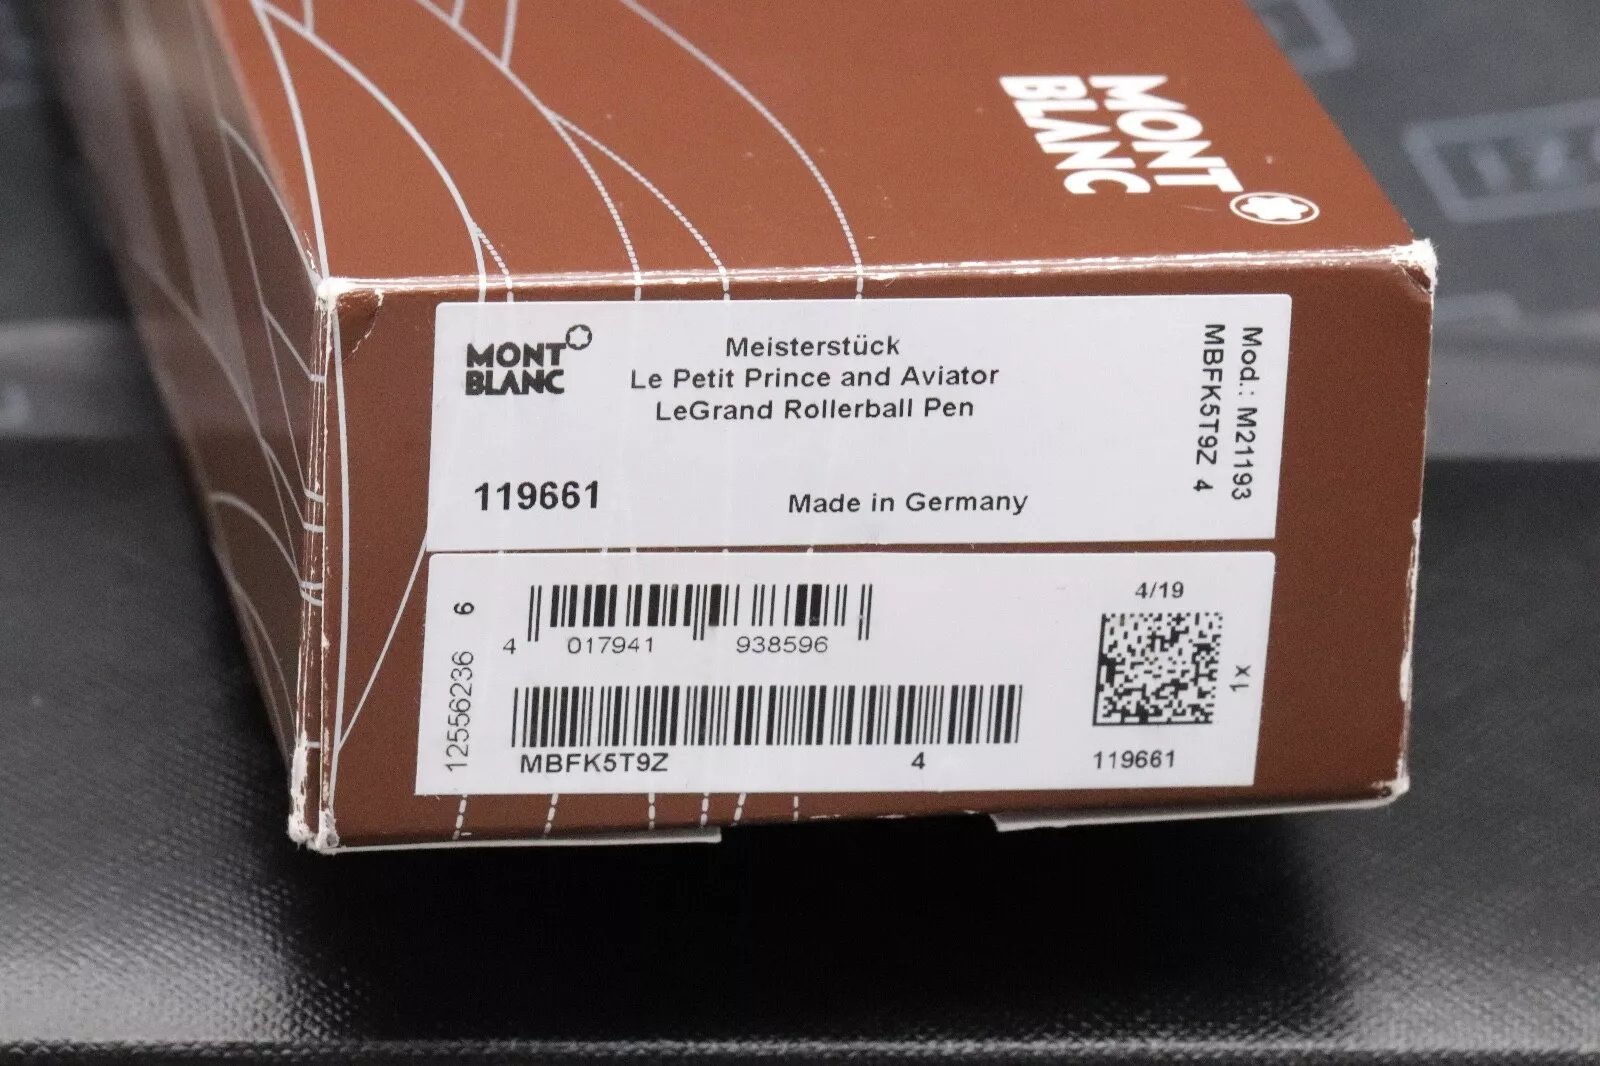 MONT
BLANC
MONT
BLANC
Meisterstück
Le Petit Prince and Aviator
LeGrand Rollerball Pen
119661
Made in Germany
Mod.: M21193
MBFK5T9Z 4
12556236 6
4 017941 938596
MBFK5T9Z 4
4/19
x1
119661